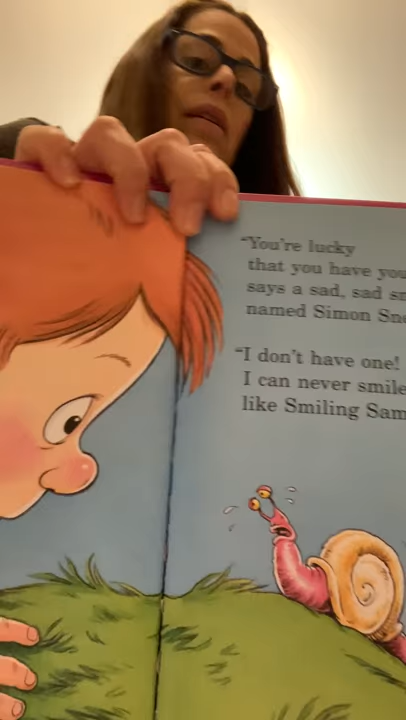 "You're lucky
that you have
says a sad, sad
named Simon
"I don't have one!
I can never smile
like Smiling Sam